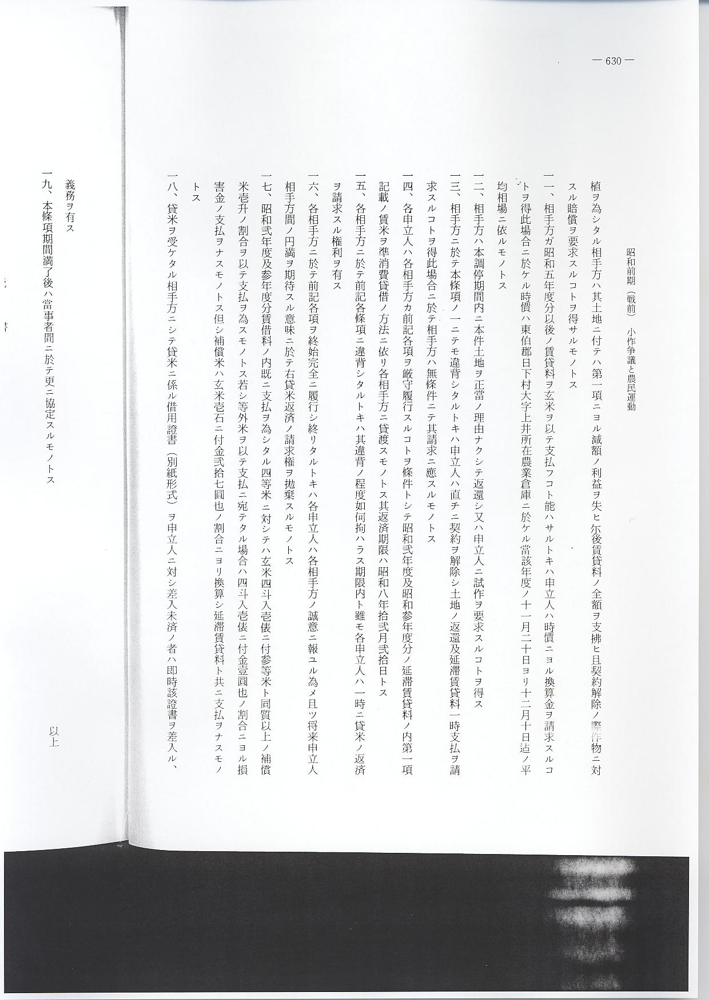 ― 630 ―
昭和前期（戦前） 小作争議と農民運動
植ヲ為シタル相手方ハ其土地ニ付テハ第一項ニヨル減額ノ利益ヲ失ヒ尓後賃貸料ノ全額ヲ支拂ヒ且契約解除ノ際作物ニ対
スル賠償ヲ要求スルコトヲ得サルモノトス
一一、相手方ガ昭和五年度分以後ノ賃貸料ヲ玄米ヲ以テ支払フコト能ハサルトキハ申立人ハ時價ニヨル換算金ヲ請求スルコ
トヲ得此場合ニ於ケル時價ハ東伯郡日下村大字上井所在農業倉庫ニ於ケル當該年度ノ十一月二十日ヨリ十二月十日迠ノ平
均相場ニ依ルモノトス
一二、相手方ハ本調停期間内ニ本件土地ヲ正當ノ理由ナクシテ返還シ又ハ申立人ニ試作ヲ要求スルコトヲ得ス
一三、相手方ニ於テ本條項ノ一ニテモ違背シタルトキハ申立人ハ直チニ契約ヲ解除シ土地ノ返還及延滞賃貸料一時支払ヲ請
求スルコトヲ得此場合ニ於テ相手方ハ無條件ニテ其請求ニ應スルモノトス
一四、各申立人ハ各相手方カ前記各項ヲ厳守履行スルコトヲ條件トシテ昭和弐年度及昭和参年度分ノ延滞賃貸料ノ内第一項
記載ノ賃米ヲ準消費貸借ノ方法ニ依リ各相手方ニ貸渡スモノトス其返済期限ハ昭和八年拾弐月弐拾日トス
一五、各相手方ニ於テ前記各條項ニ違背シタルトキハ其違背ノ程度如何拘ハラス期限内ト雖モ各申立人ハ一時ニ貸米ノ返済
ヲ請求スル権利ヲ有ス
一六、各相手方ニ於テ前記各項ヲ終始完全ニ履行シ終リタルトキハ各申立人ハ各相手方ノ誠意ニ報ユル為メ且ツ将来申立人
相手方間ノ円満ヲ期待スル意味ニ於テ右貸米返済ノ請求権ヲ抛棄スルモノトス
一七、昭和弐年度及参年度分賃借料ノ内既ニ支払ヲ為シタル四等米ニ対シテハ玄米四斗入壱俵ニ付参等米ト同質以上ノ補償
米壱升ノ割合ヲ以テ支払ヲ為スモノトス若シ等外米ヲ以テ支払ニ宛テタル場合ハ四斗入壱俵ニ付金壹圓也ノ割合ニヨル損
害金ノ支払ヲナスモノトス但シ補償米ハ玄米壱石ニ付金弐拾七圓也ノ割合ニヨリ換算シ延滞賃貸料ト共ニ支払ヲナスモノ
トス
一八、貸米ヲ受ケタル相手方ニシテ貸米ニ係ル借用證書（別紙形式）ヲ申立人ニ対シ差入未済ノ者ハ即時該證書ヲ差入ル、
義務ヲ有ス
一九、本條項期間満了後ハ當事者間ニ於テ更ニ協定スルモノトス
以上